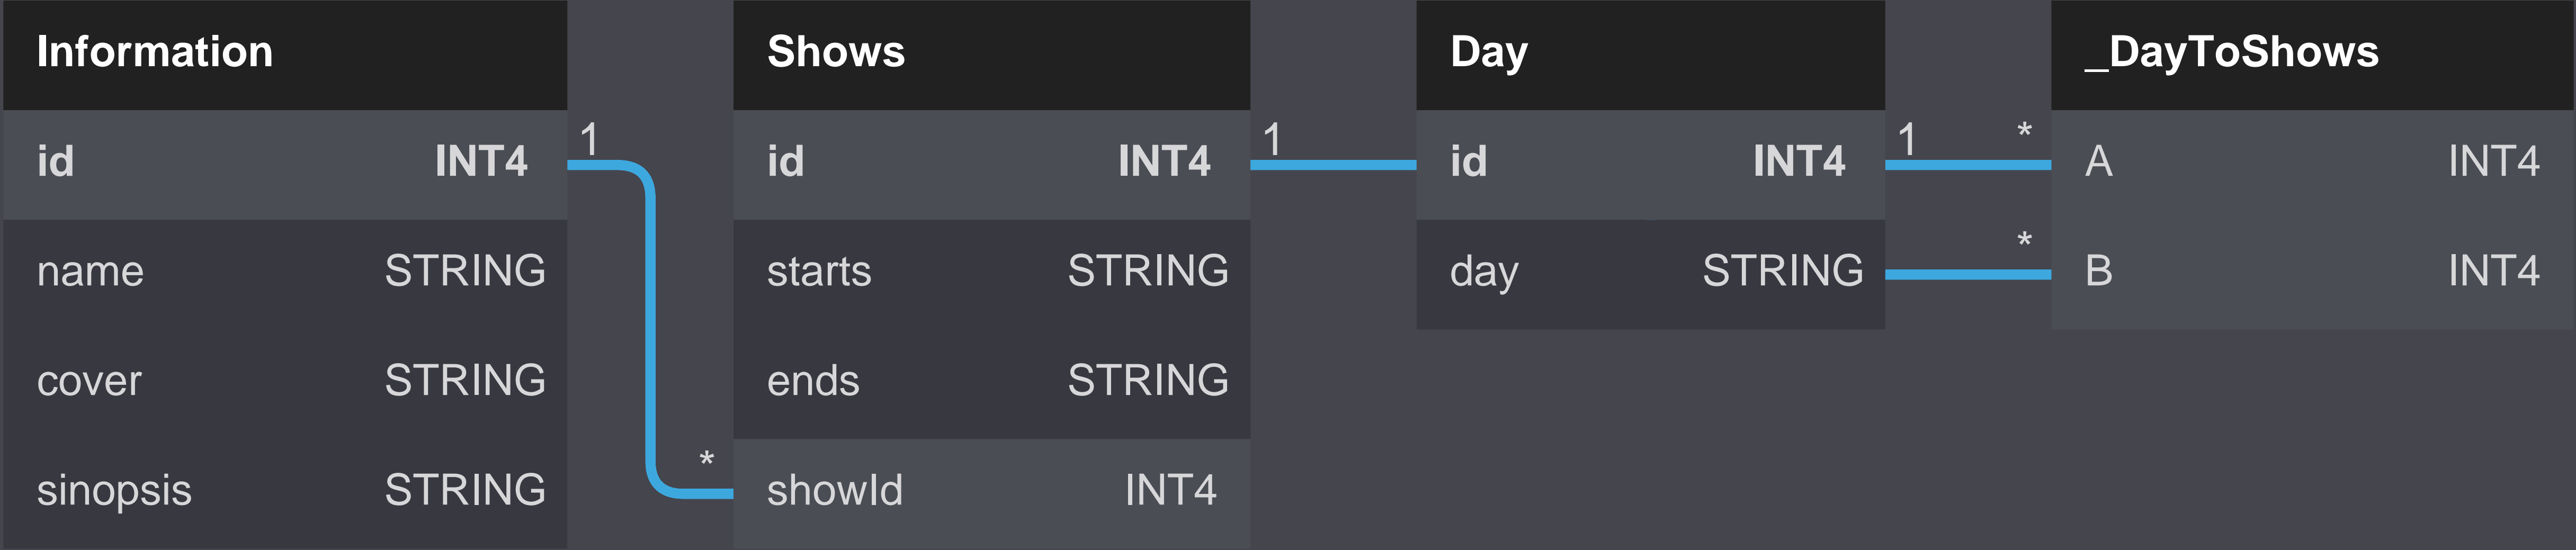 Information
id INT4
name STRING
cover STRING
sinopsis STRING
1
*
Shows
id INT4
starts STRING
ends STRING
showId INT4
1
Day
id INT4
day STRING
1
*
*
_DayToShows
A INT4
B INT4